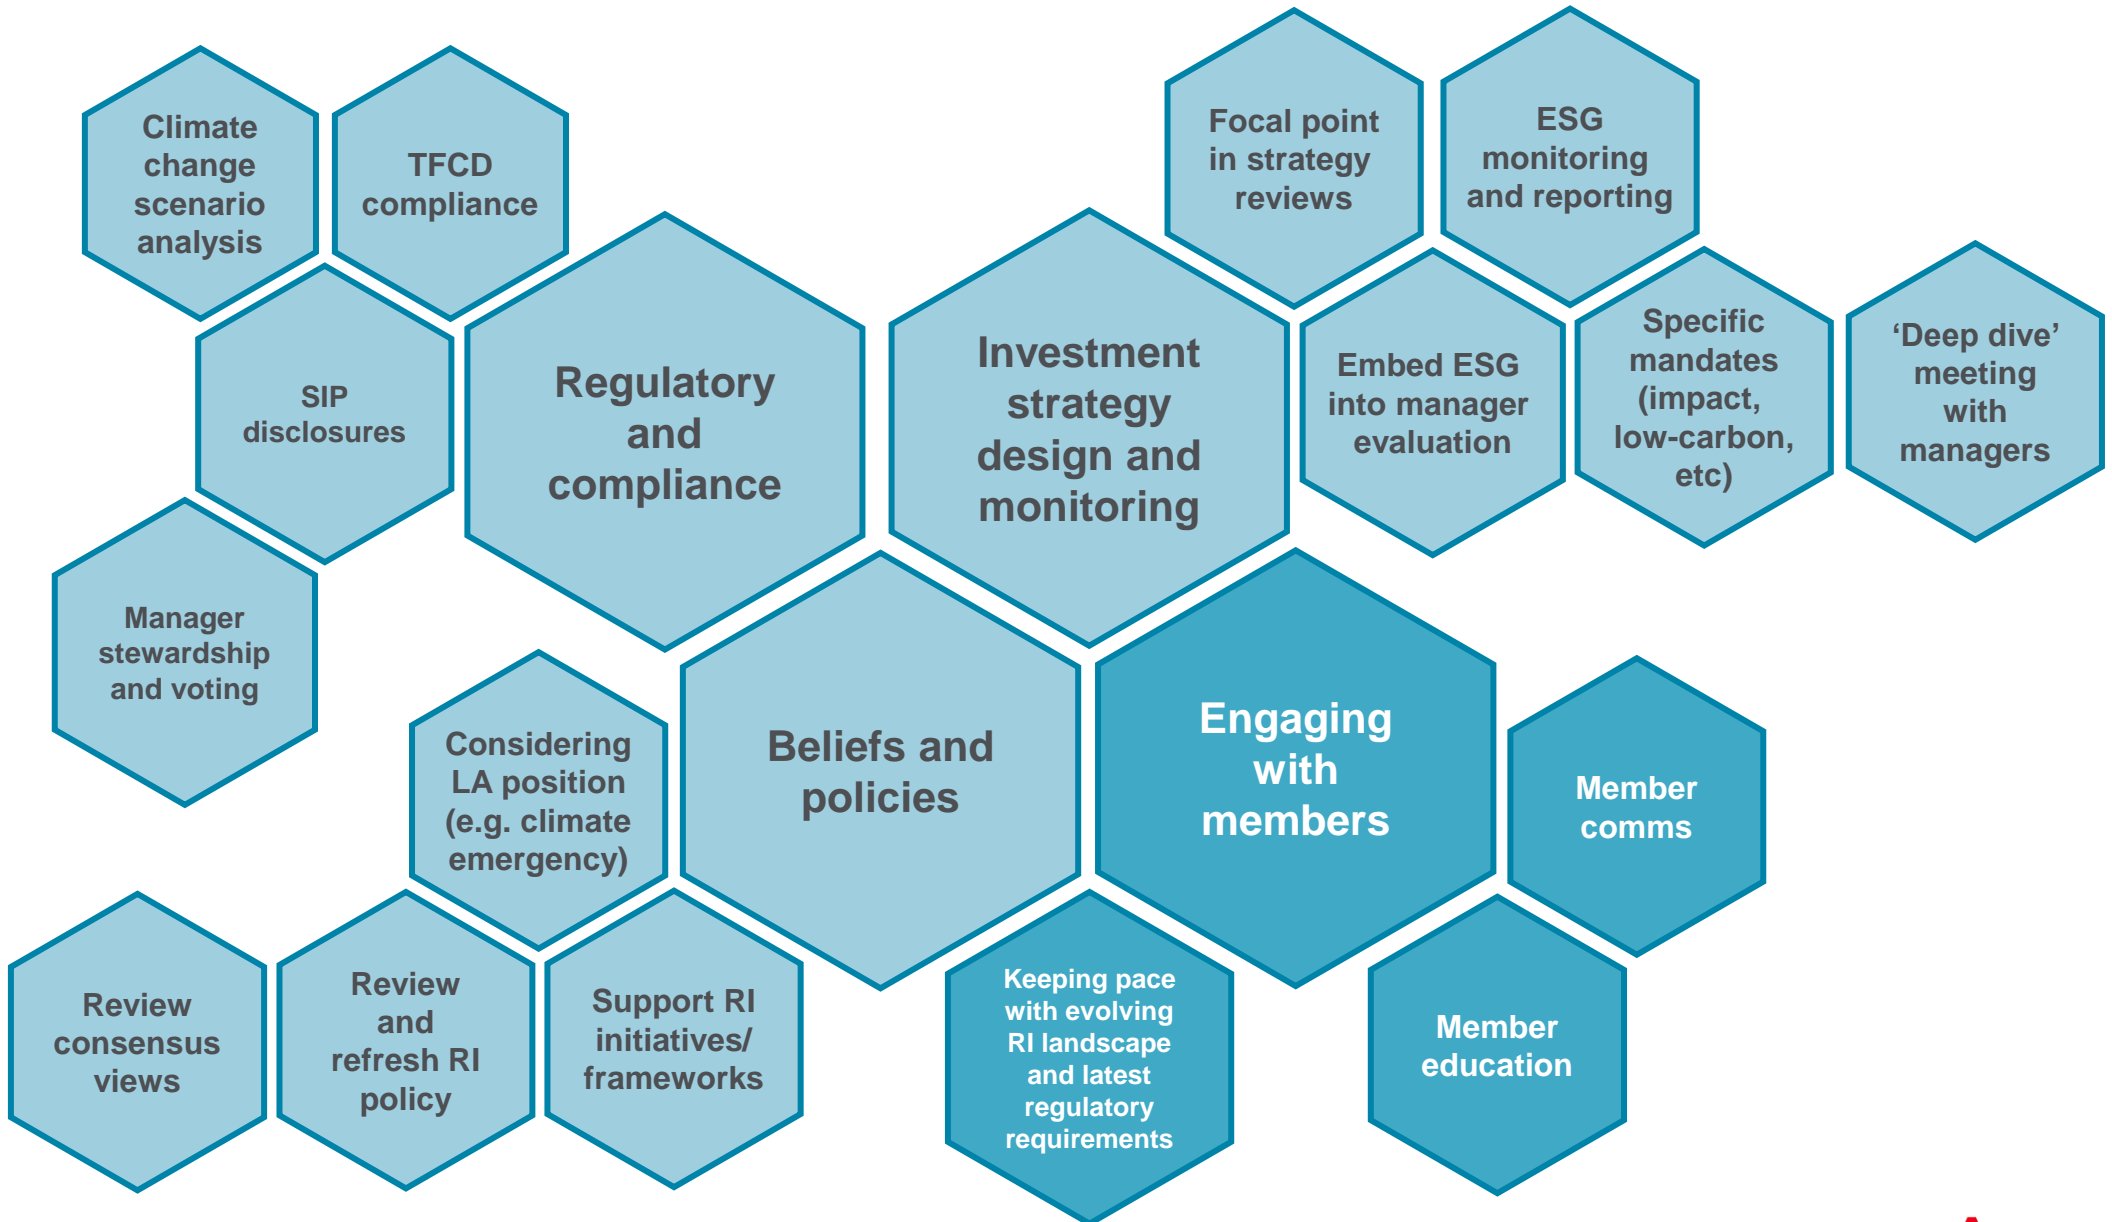 Climate
change
scenario
analysis
TFCD
compliance
SIP
disclosures
Manager
stewardship
and voting
Regulatory
and
compliance
Investment
strategy
design and
monitoring
Focal point
in strategy
reviews
ESG
monitoring
and reporting
Embed ESG
into manager
evaluation
Specific
mandates
(impact,
low-carbon,
etc)
‘Deep dive’
meeting
with
managers
Beliefs and
policies
Considering
LA position
(e.g. climate
emergency)
Review
consensus
views
Review
and
refresh RI
policy
Support RI
initiatives/
frameworks
Engaging
with
members
Member
comms
Keeping pace
with evolving
RI landscape
and latest
regulatory
requirements
Member
education